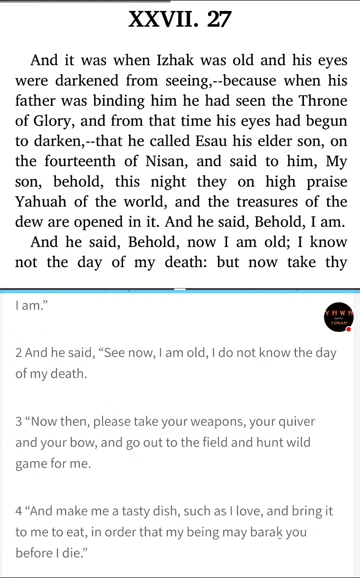 XXVII. 27
And it was when Izhak was old and his eyes
were darkened from seeing,--because when his
father was binding him he had seen the Throne
of Glory, and from that time his eyes had begun
to darken,--that he called Esau his elder son, on
the fourteenth of Nisan, and said to him, My
son, behold, this night they on high praise
Yahuah of the world, and the treasures of the
dew are opened in it. And he said, Behold, I am.
And he said, Behold, now I am old; I know
not the day of my death: but now take thy
I am.”
2 And he said, “See now, I am old, I do not know the day
of my death.
3 “Now then, please take your weapons, your quiver
and your bow, and go out to the field and hunt wild
game for me.
4 “And make me a tasty dish, such as I love, and bring it
to me to eat, in order that my being may baraḵ you
before I die.”